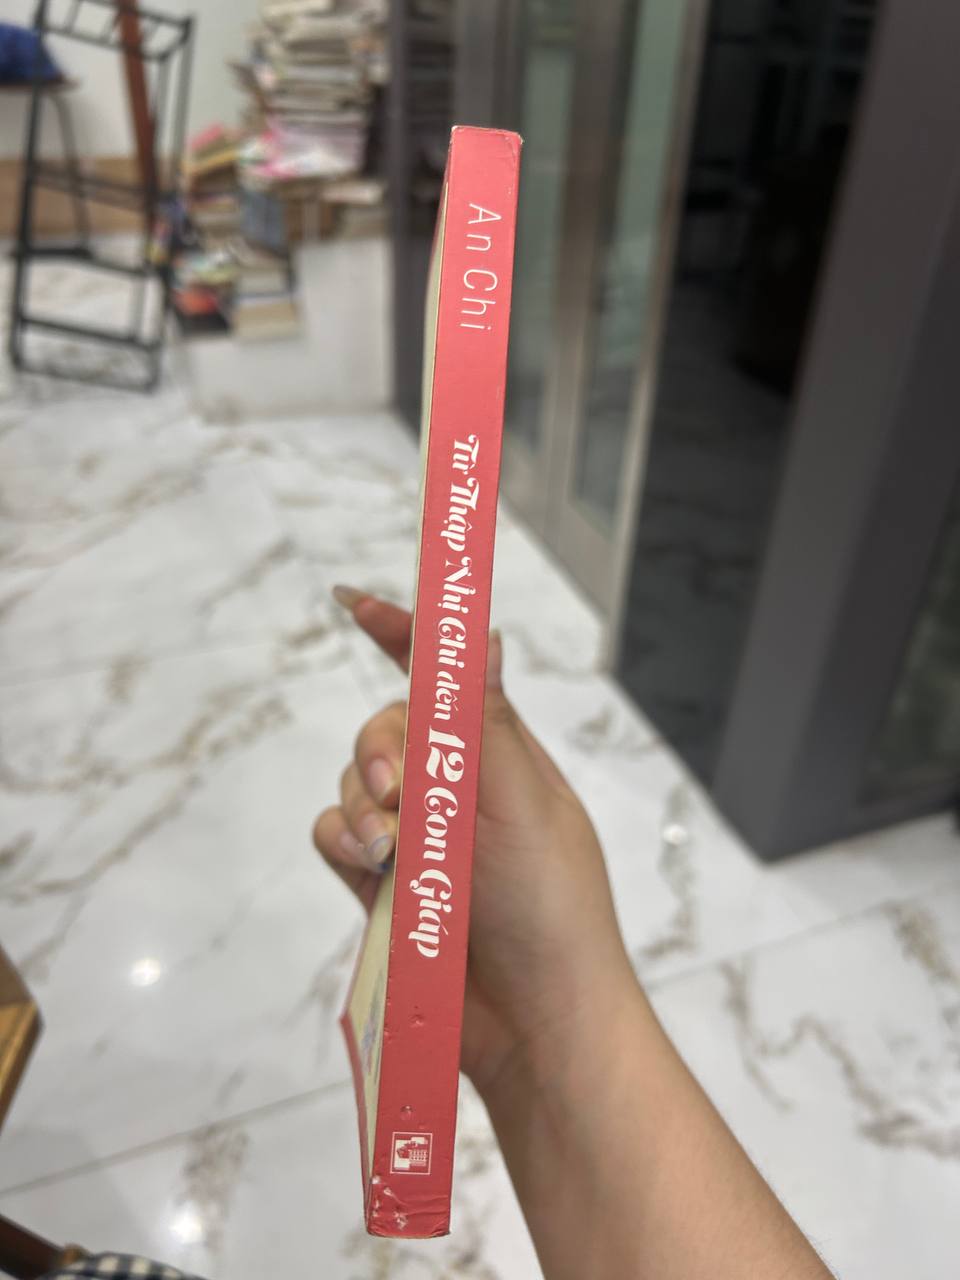 An Chi
Từ Thập Nhị Chi đến 12 Con Giáp